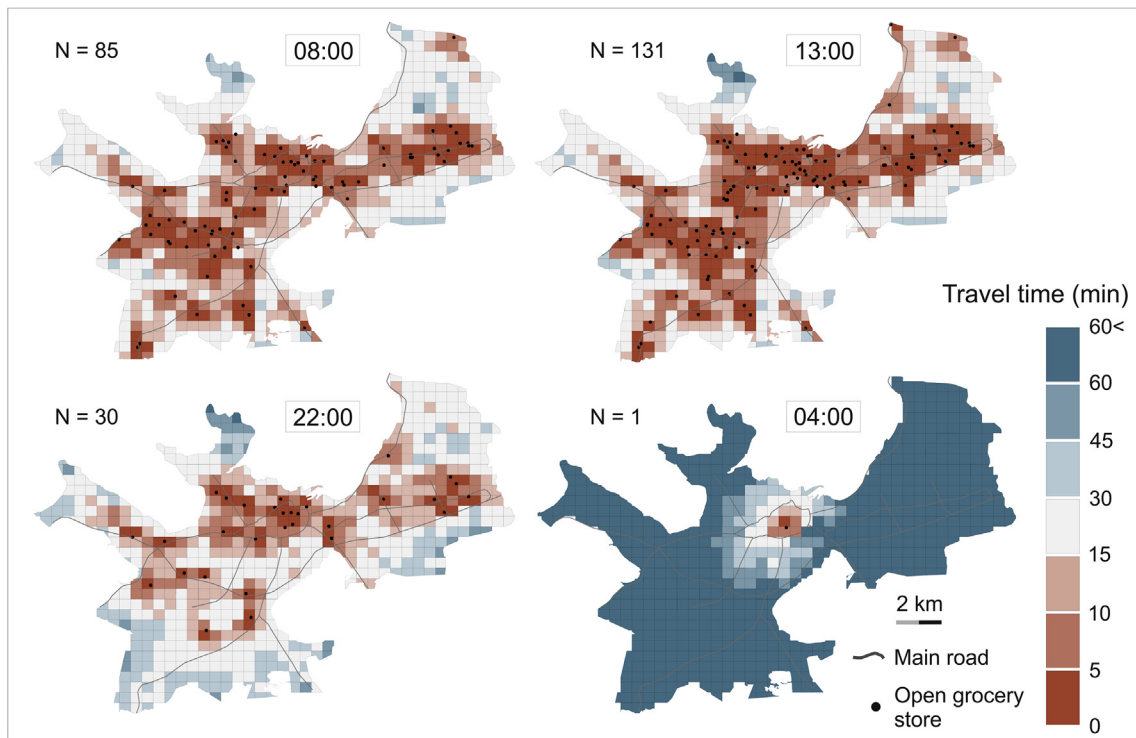 N = 85
08:00
N = 131
13:00
Travel time (min)
60<
60
45
30
15
10
5
0
N = 30
22:00
N = 1
04:00
2 km
Main road
Open grocery
store